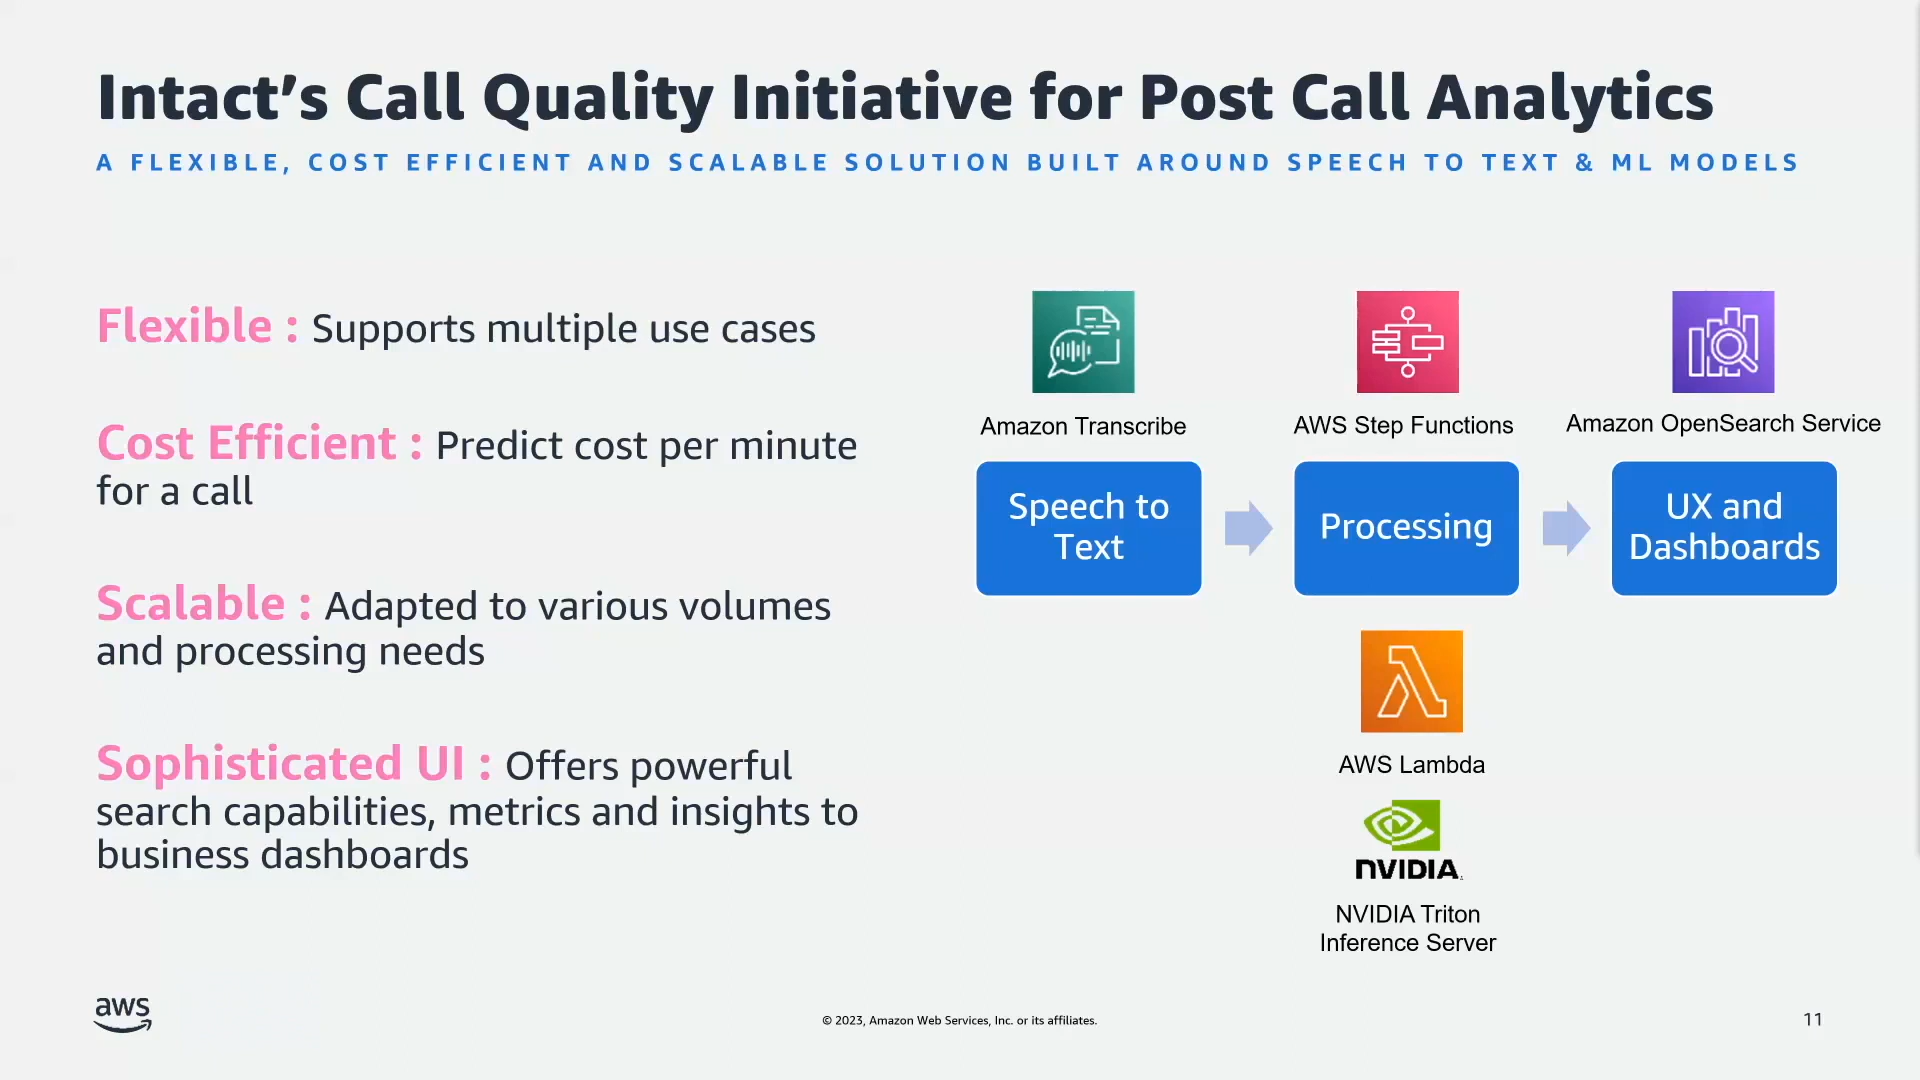 Intact’s Call Quality Initiative for Post Call Analytics
A FLEXIBLE, COST EFFICIENT AND SCALABLE SOLUTION BUILT AROUND SPEECH TO TEXT & ML MODELS
Flexible : Supports multiple use cases
Cost Efficient : Predict cost per minute
for a call
Scalable : Adapted to various volumes
and processing needs
Sophisticated UI : Offers powerful
search capabilities, metrics and insights to
business dashboards
Amazon Transcribe
AWS Step Functions
Amazon OpenSearch Service
Speech to
Text
Processing
UX and
Dashboards
AWS Lambda
NVIDIA.
NVIDIA Triton
Inference Server
aws
© 2023, Amazon Web Services, Inc. or its affiliates.
11